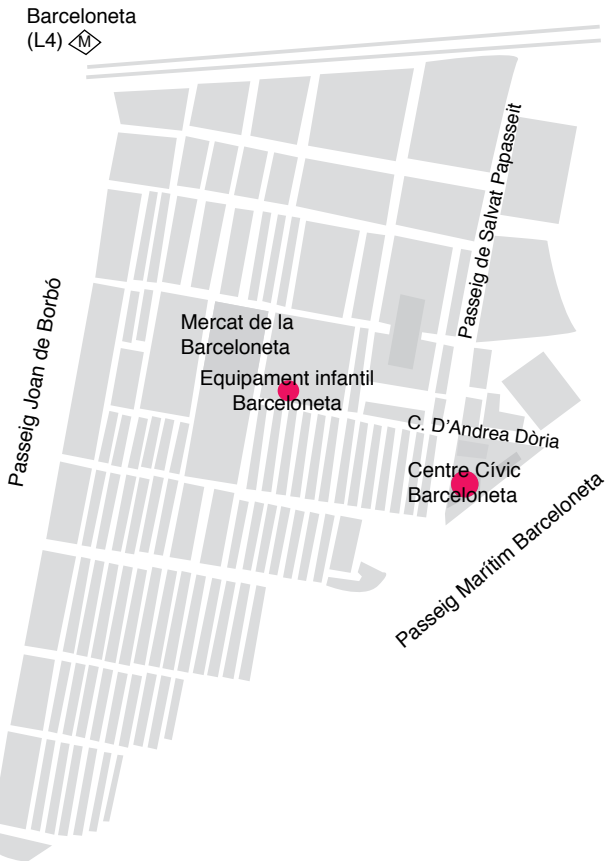 Barceloneta
(L4) M
Passeig de Salvat Papasseit
Passeig Joan de Borbó
Mercat de la
Barceloneta
Equipament infantil
Barceloneta
C. D'Andrea Dòria
Centre Cívic
Barceloneta
Passeig Marítim Barceloneta